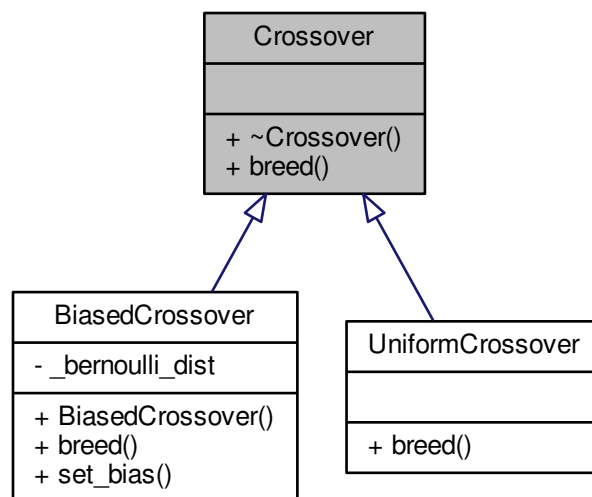 Crossover
+ ~Crossover()
+ breed()
BiasedCrossover
- _bernoulli_dist
+ BiasedCrossover()
+ breed()
+ set_bias()
UniformCrossover
+ breed()